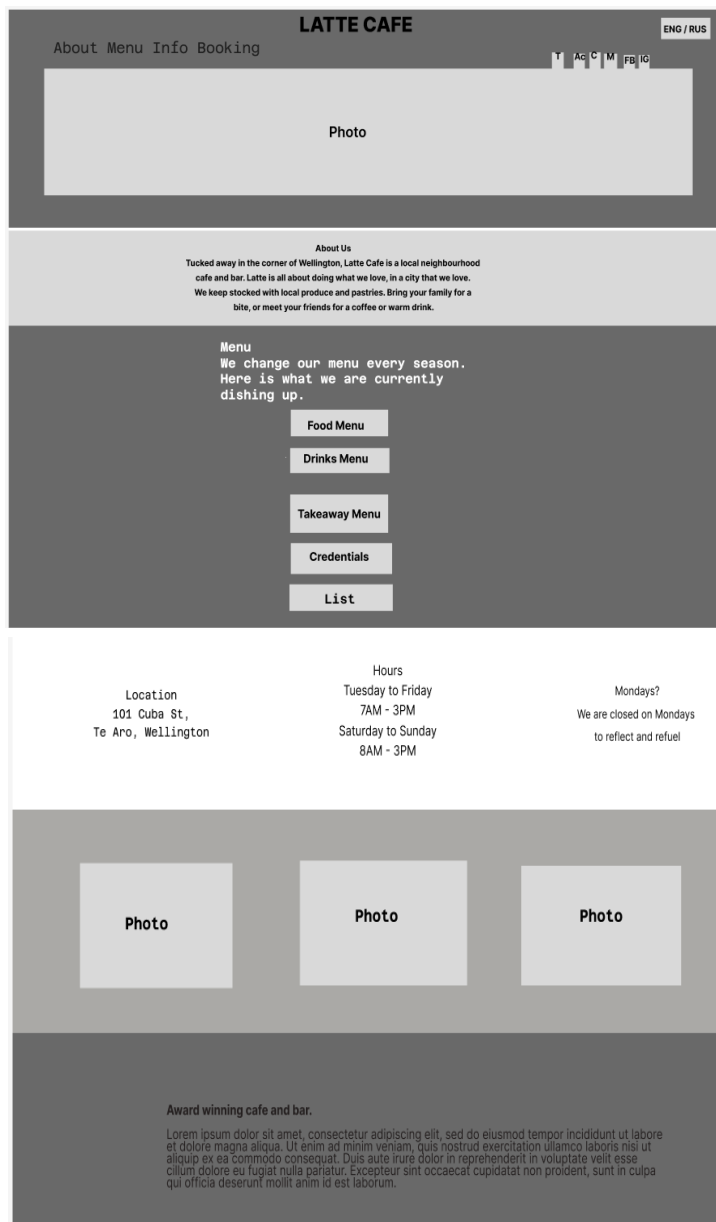 LATTE CAFE
ENG / RUS
About Menu Info Booking
T Ac C M FB IG
Photo
About Us
Tucked away in the corner of Wellington, Latte Cafe is a local neighbourhood
cafe and bar. Latte is all about doing what we love, in a city that we love.
We keep stocked with local produce and pastries. Bring your family for a
bite, or meet your friends for a coffee or warm drink.
Menu
We change our menu every season.
Here is what we are currently
dishing up.
Food Menu
Drinks Menu
Takeaway Menu
Credentials
List
Location
101 Cuba St,
Te Aro, Wellington
Hours
Tuesday to Friday
7AM - 3PM
Saturday to Sunday
8AM - 3PM
Mondays?
We are closed on Mondays
to reflect and refuel
Photo
Photo
Photo
Award winning cafe and bar.
Lorem ipsum dolor sit amet, consectetur adipiscing elit, sed do eiusmod tempor incididunt ut labore
et dolore magna aliqua. Ut enim ad minim veniam, quis nostrud exercitation ullamco laboris nisi ut
aliquip ex ea commodo consequat. Duis aute irure dolor in reprehenderit in voluptate velit esse
cillum dolore eu fugiat nulla pariatur. Excepteur sint occaecat cupidatat non proident, sunt in culpa
qui officia deserunt mollit anim id est laborum.